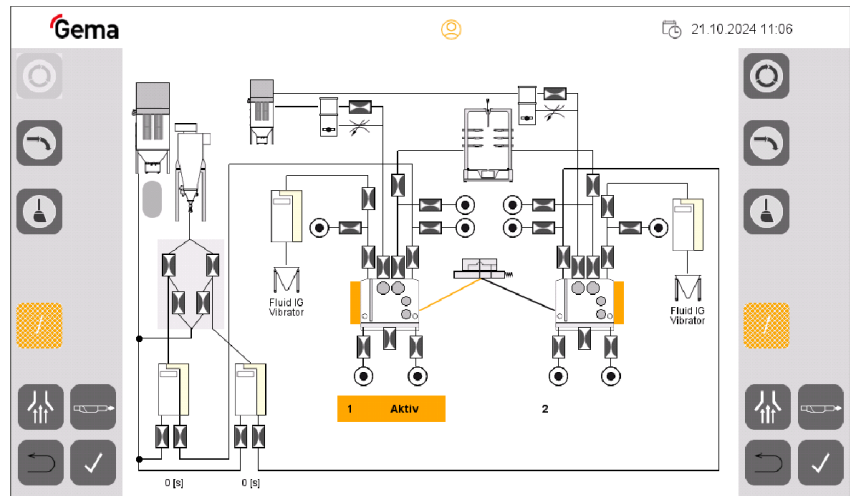 Gema
21.10.2024 11:06
Fluid IG
Vibrator
Fluid IG
Vibrator
1 Aktiv
2
0 [s]
0 [s]